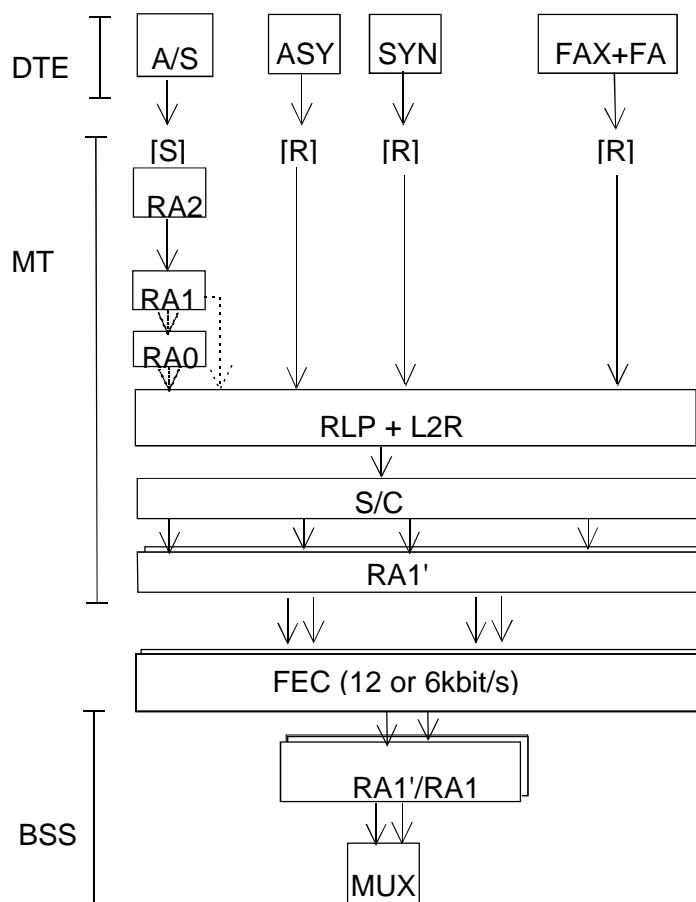 DTE
A/S
ASY
SYN
FAX+FA
[S]
[R]
[R]
[R]
MT
RA2
RA1
RA0
RLP + L2R
S/C
RA1'
FEC (12 or 6kbit/s)
BSS
RA1'/RA1
MUX